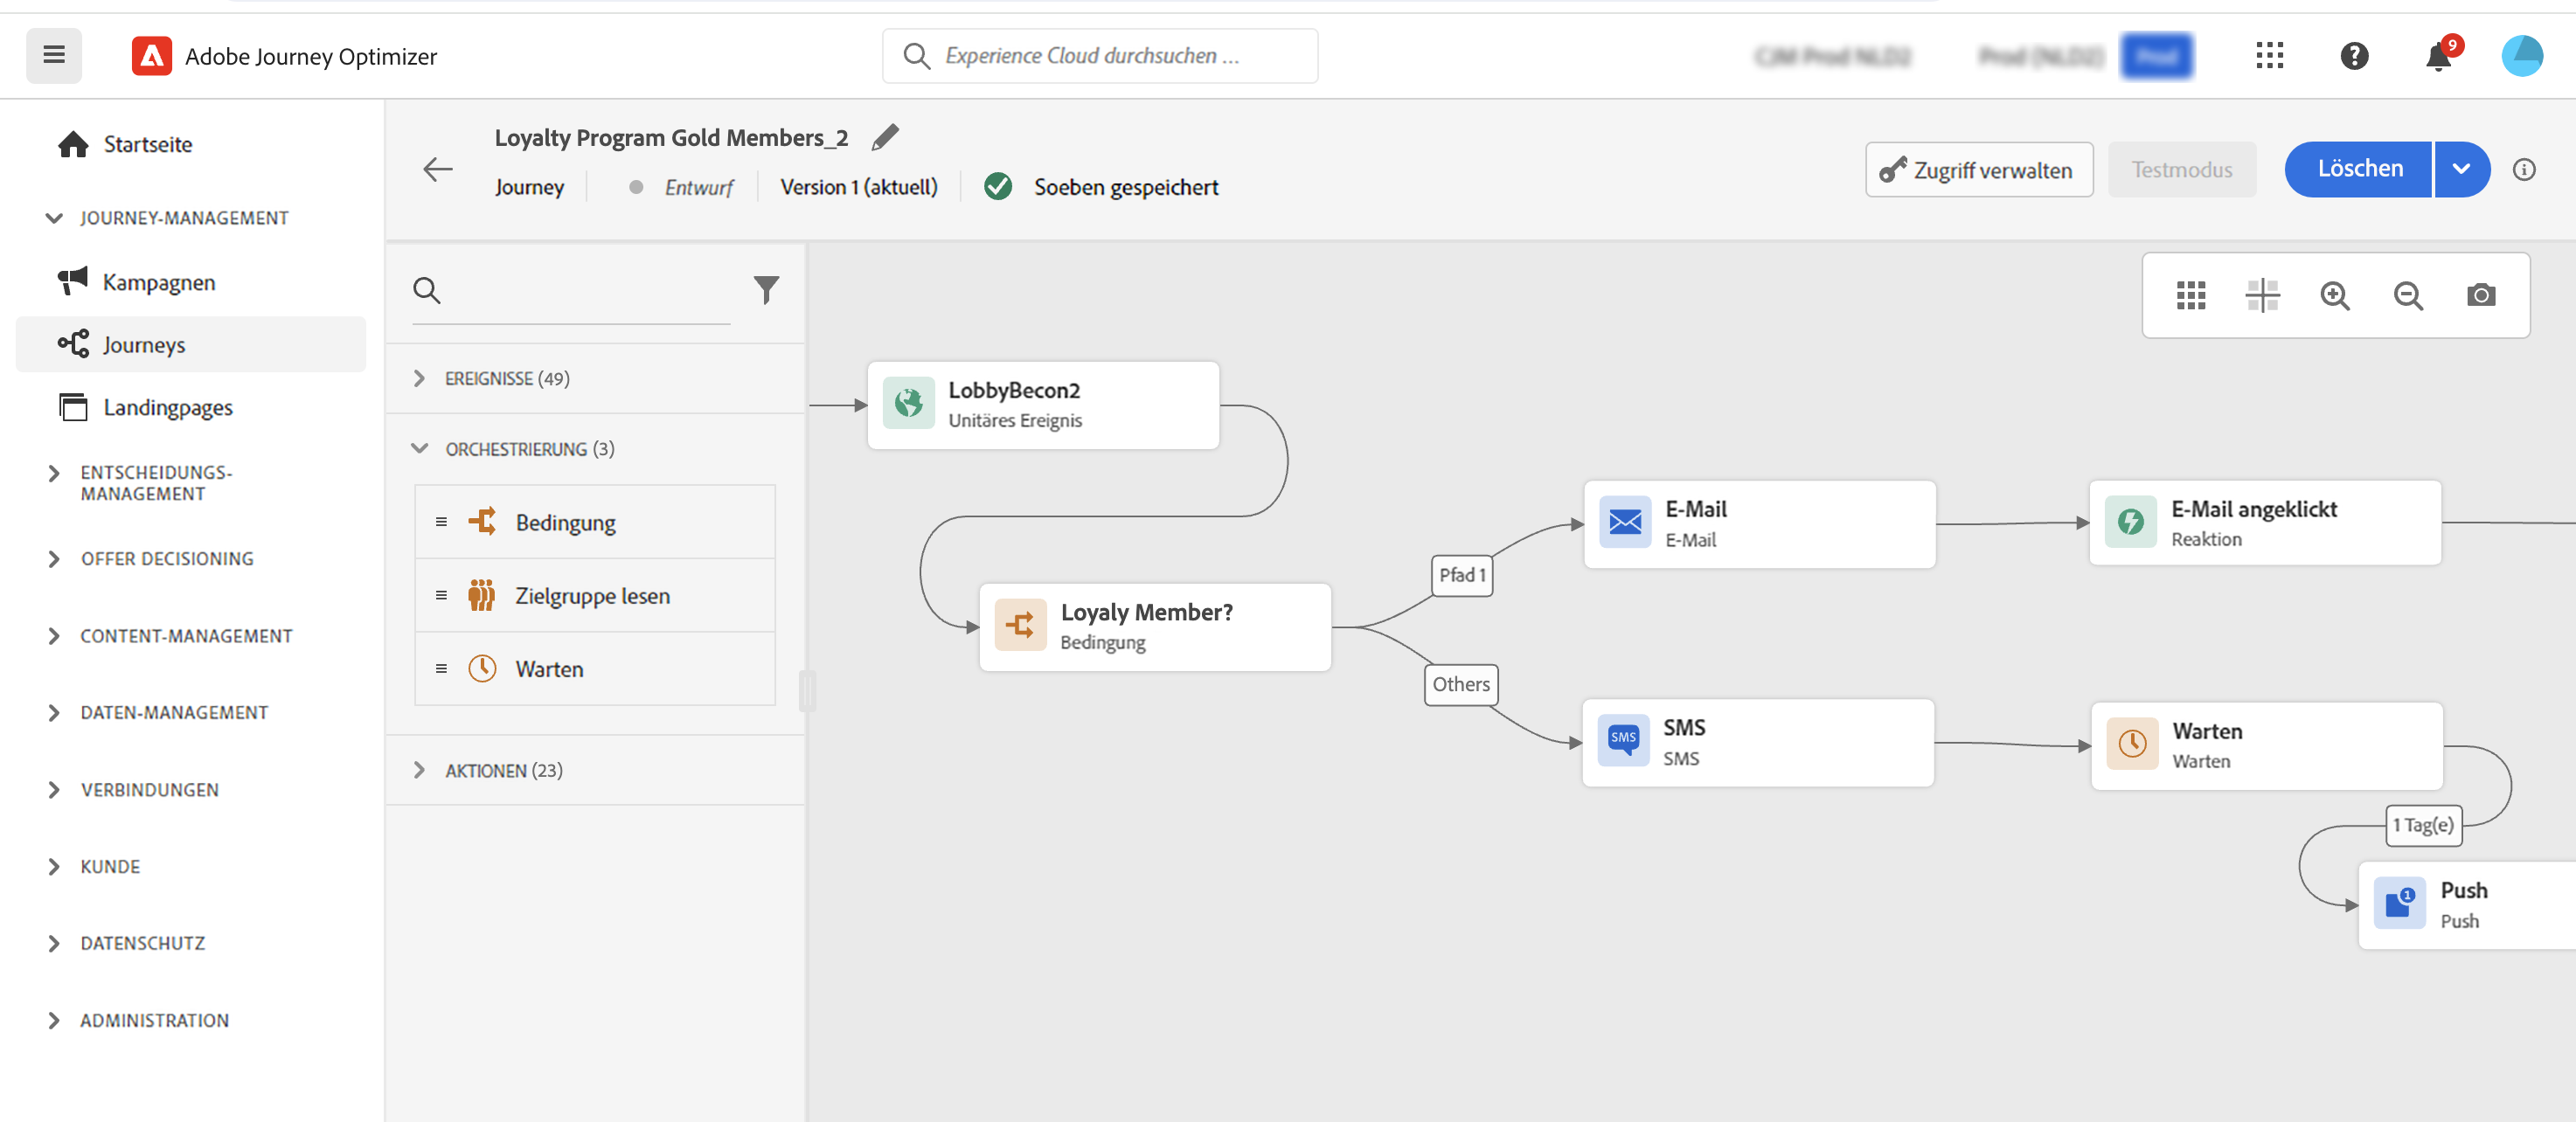 Adobe Journey Optimizer
Experience Cloud durchsuchen ...
9
Startseite
JOURNEY-MANAGEMENT
Kampagnen
Journeys
Landingpages
ENTSCHEIDUNGS-
MANAGEMENT
OFFER DECISIONING
CONTENT-MANAGEMENT
DATEN-MANAGEMENT
VERBINDUNGEN
KUNDE
DATENSCHUTZ
ADMINISTRATION
Loyalty Program Gold Members_2
Journey
Entwurf
Version 1 (aktuell)
Soeben gespeichert
Zugriff verwalten
Testmodus
Löschen
EREIGNISSE (49)
ORCHESTRIERUNG (3)
Bedingung
Zielgruppe lesen
Warten
AKTIONEN (23)
LobbyBecon2
Unitäres Ereignis
Loyaly Member?
Bedingung
Pfad 1
Others
E-Mail
E-Mail
E-Mail angeklickt
Reaktion
SMS
SMS
SMS
Warten
Warten
1 Tag(e)
1
Push
Push